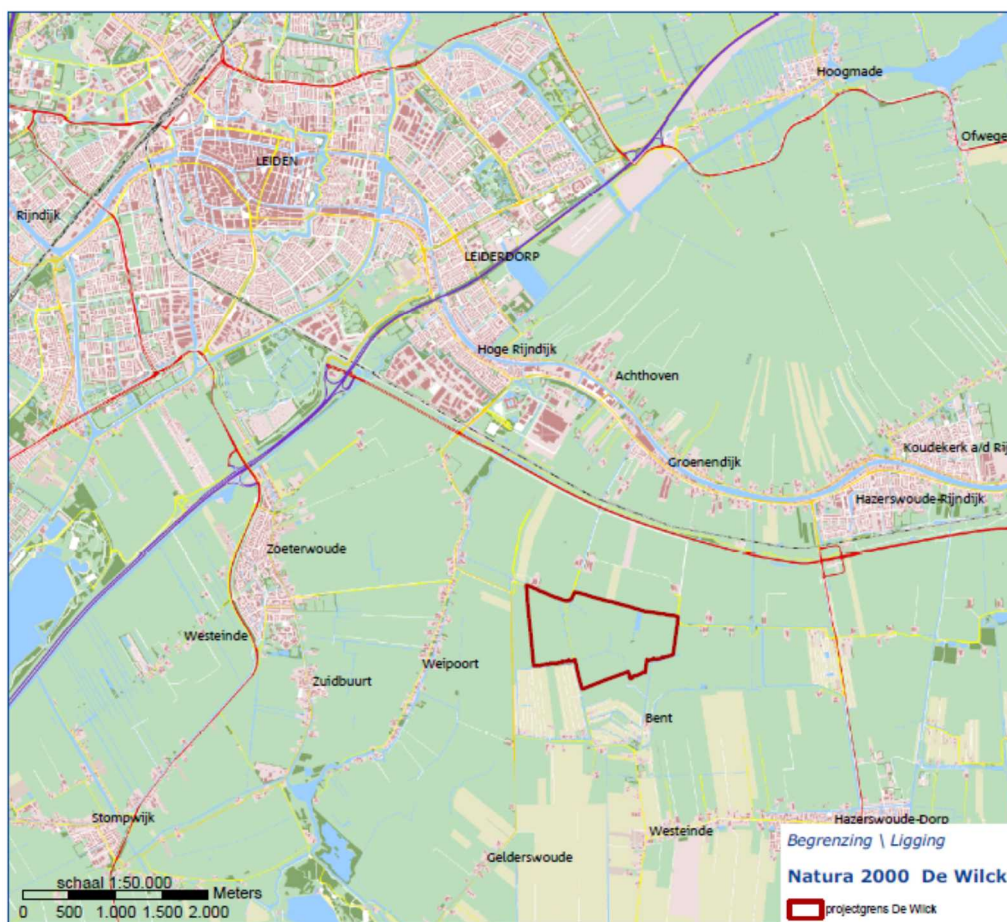 Hoogmade
Ofwege
LEIDEN
Rijndijk
LEIDERDORP
Hoge Rijndijk
Achthoven
Groenendijk
Koudekerk a/d Rij
Hazerswoude-Rijndijk
Zoeterwoude
Westeinde
Weipoort
Zuidbuurt
Bent
Stompwijk
Hazerswoude-Dorp
Westeinde
Gelderswoude
Begrenzing \ Ligging
Natura 2000 De Wilck
projectgrens De Wilck
schaal 1:50.000
Meters
0 500 1.000 1.500 2.000